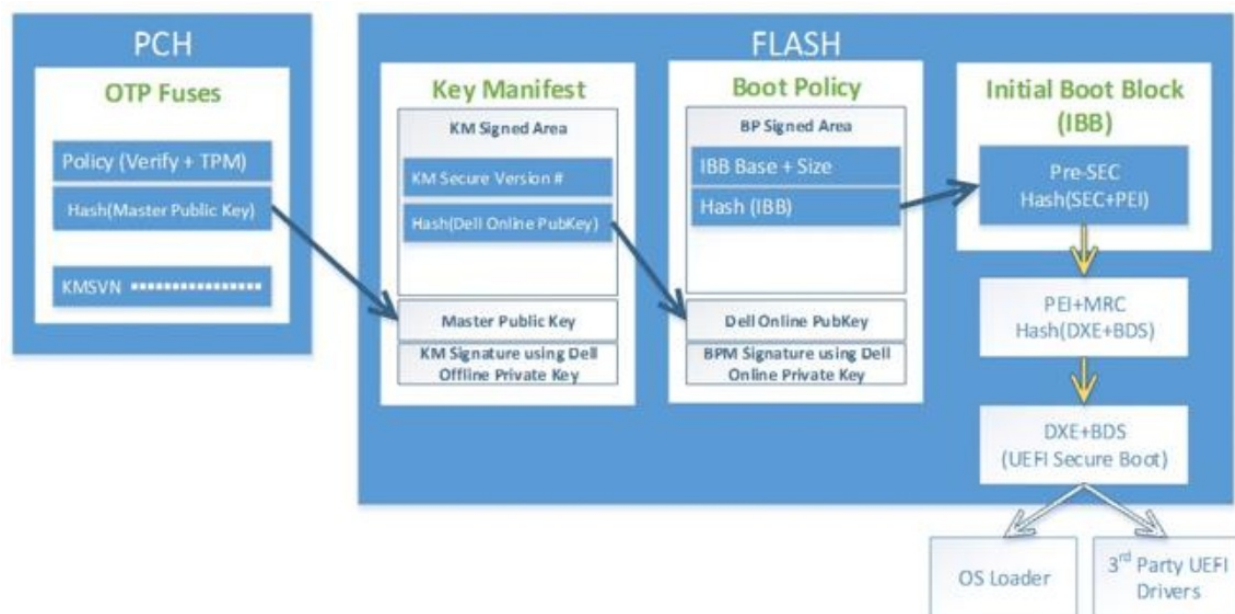 PCH
OTP Fuses
Policy (Verify + TPM)
Hash(Master Public Key)
KMSVN
FLASH
Key Manifest
KM Signed Area
KM Secure Version #
Hash(Dell Online PubKey)
Master Public Key
KM Signature using Dell
Offline Private Key
Boot Policy
BP Signed Area
IBB Base + Size
Hash (IBB)
Dell Online PubKey
BPM Signature using Dell
Online Private Key
Initial Boot Block
(IBB)
Pre-SEC
Hash(SEC+PEI)
PEI+MRC
Hash(DXE+BDS)
DXE+BDS
(UEFI Secure Boot)
OS Loader
3rd Party UEFI
Drivers